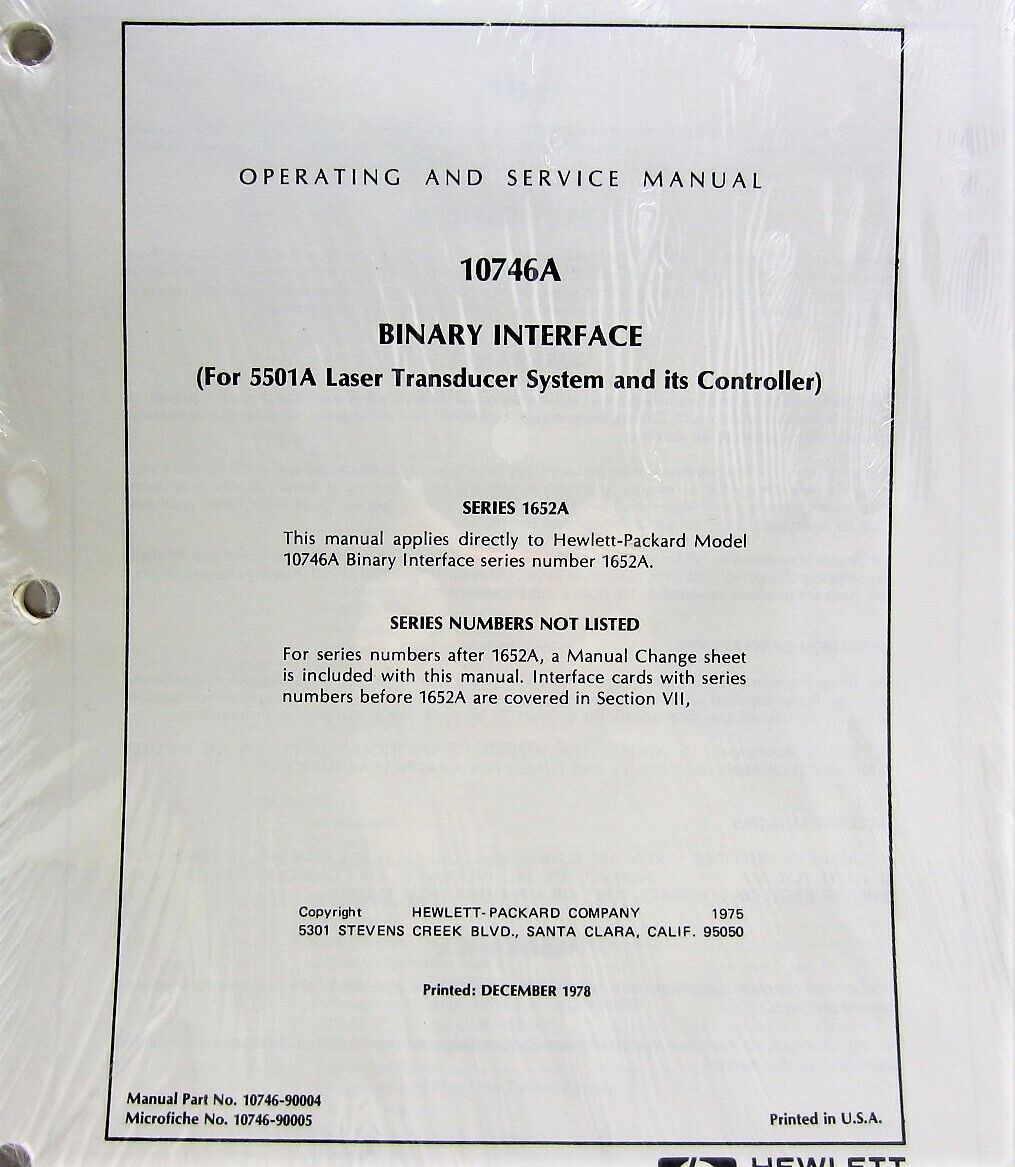 OPERATING AND SERVICE MANUAL
10746A
BINARY INTERFACE
(For 5501A Laser Transducer System and its Controller)
SERIES 1652A
This manual applies directly to Hewlett-Packard Model
10746A Binary Interface series number 1652A.
SERIES NUMBERS NOT LISTED
For series numbers after 1652A, a Manual Change sheet
is included with this manual. Interface cards with series
numbers before 1652A are covered in Section VII,
Copyright HEWLETT-PACKARD COMPANY 1975
5301 STEVENS CREEK BLVD., SANTA CLARA, CALIF. 95050
Printed: DECEMBER 1978
Manual Part No. 10746-90004
Microfiche No. 10746-90005
Printed in U.S.A.
HEWLETT